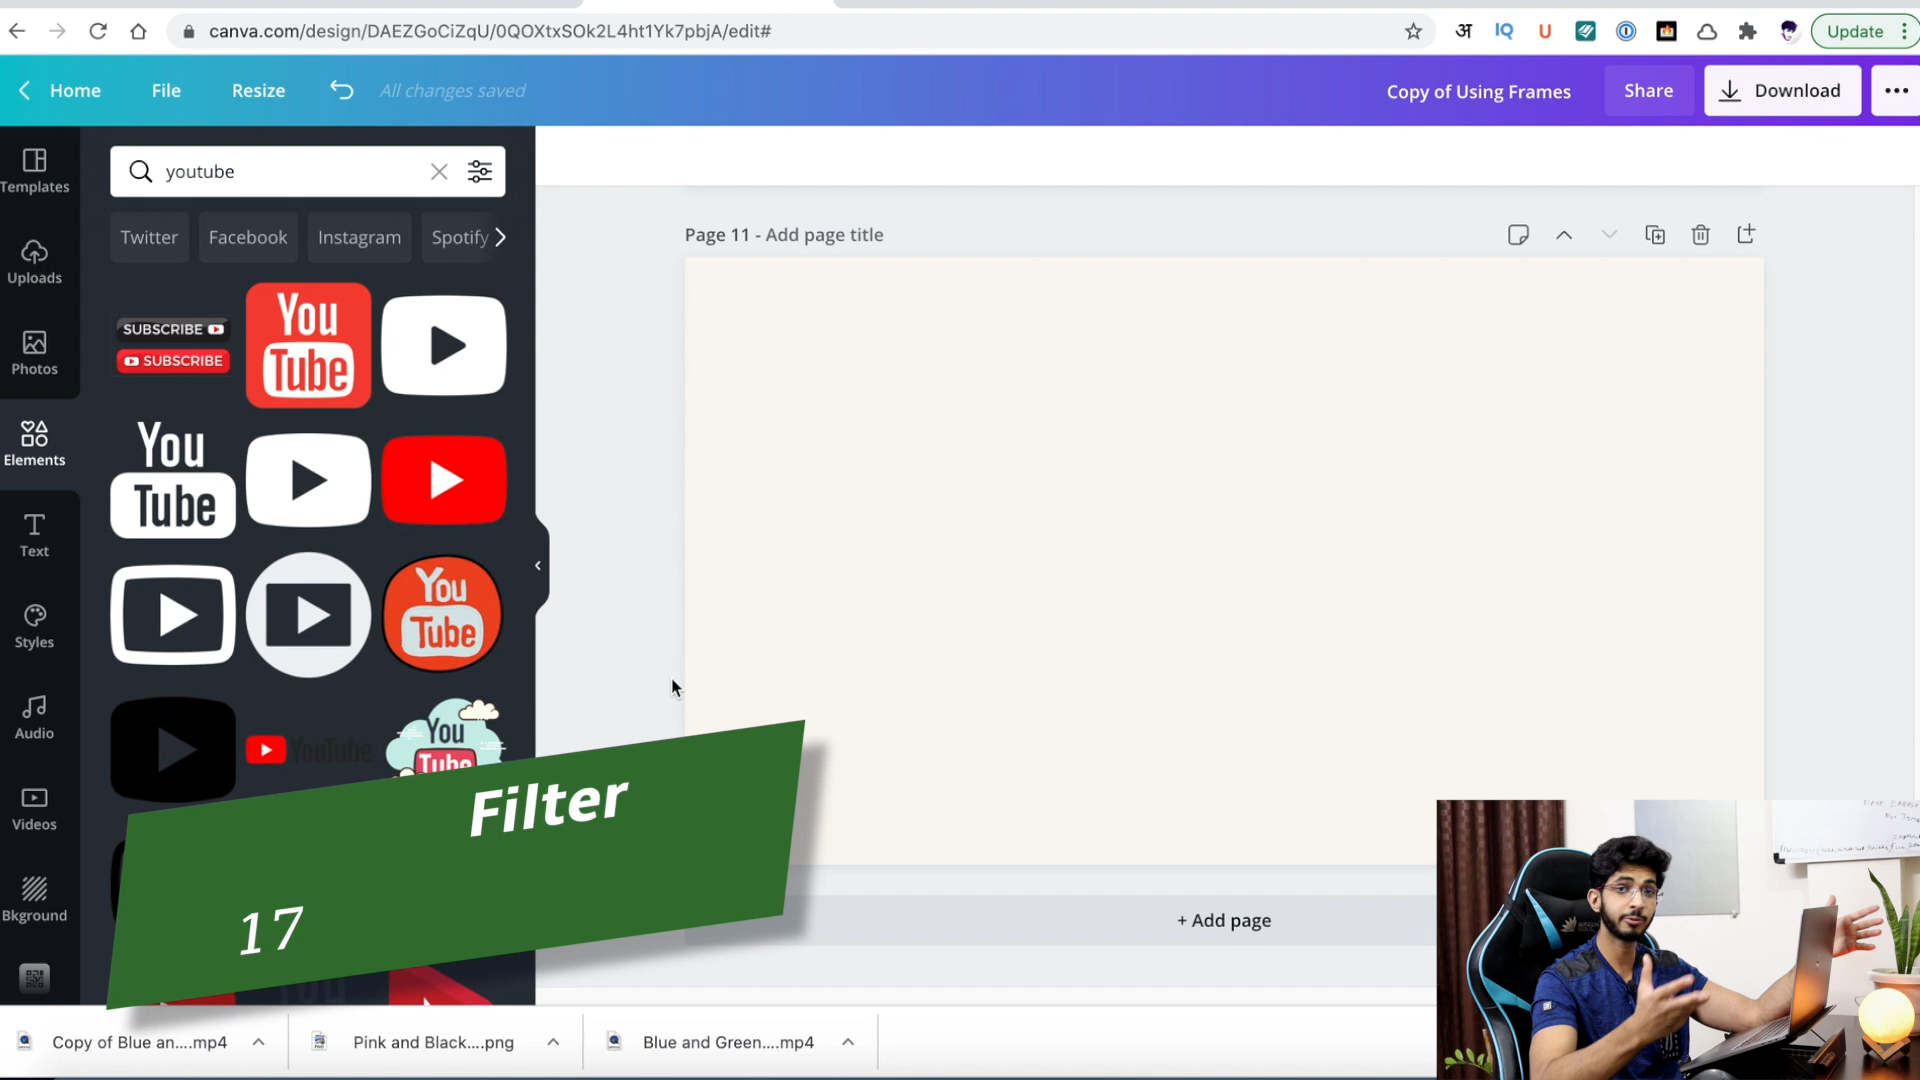 canva.com/design/DAEZGoCiZqU/0QOXtxSOk2L4ht1Yk7pbjA/edit#
अ
IQ
U
Update
Home
File
Resize
All changes saved
Copy of Using Frames
Share
Download
Templates
Uploads
Photos
Elements
Text
Styles
Audio
Videos
Bkground
youtube
Twitter
Facebook
Instagram
Spotify
SUBSCRIBE
SUBSCRIBE
You
Tube
You
Tube
You
Tube
YouTube
You
Tube
You
Page 11 - Add page title
+ Add page
Filter
17
Copy of Blue an....mp4
Pink and Black....png
Blue and Green....mp4